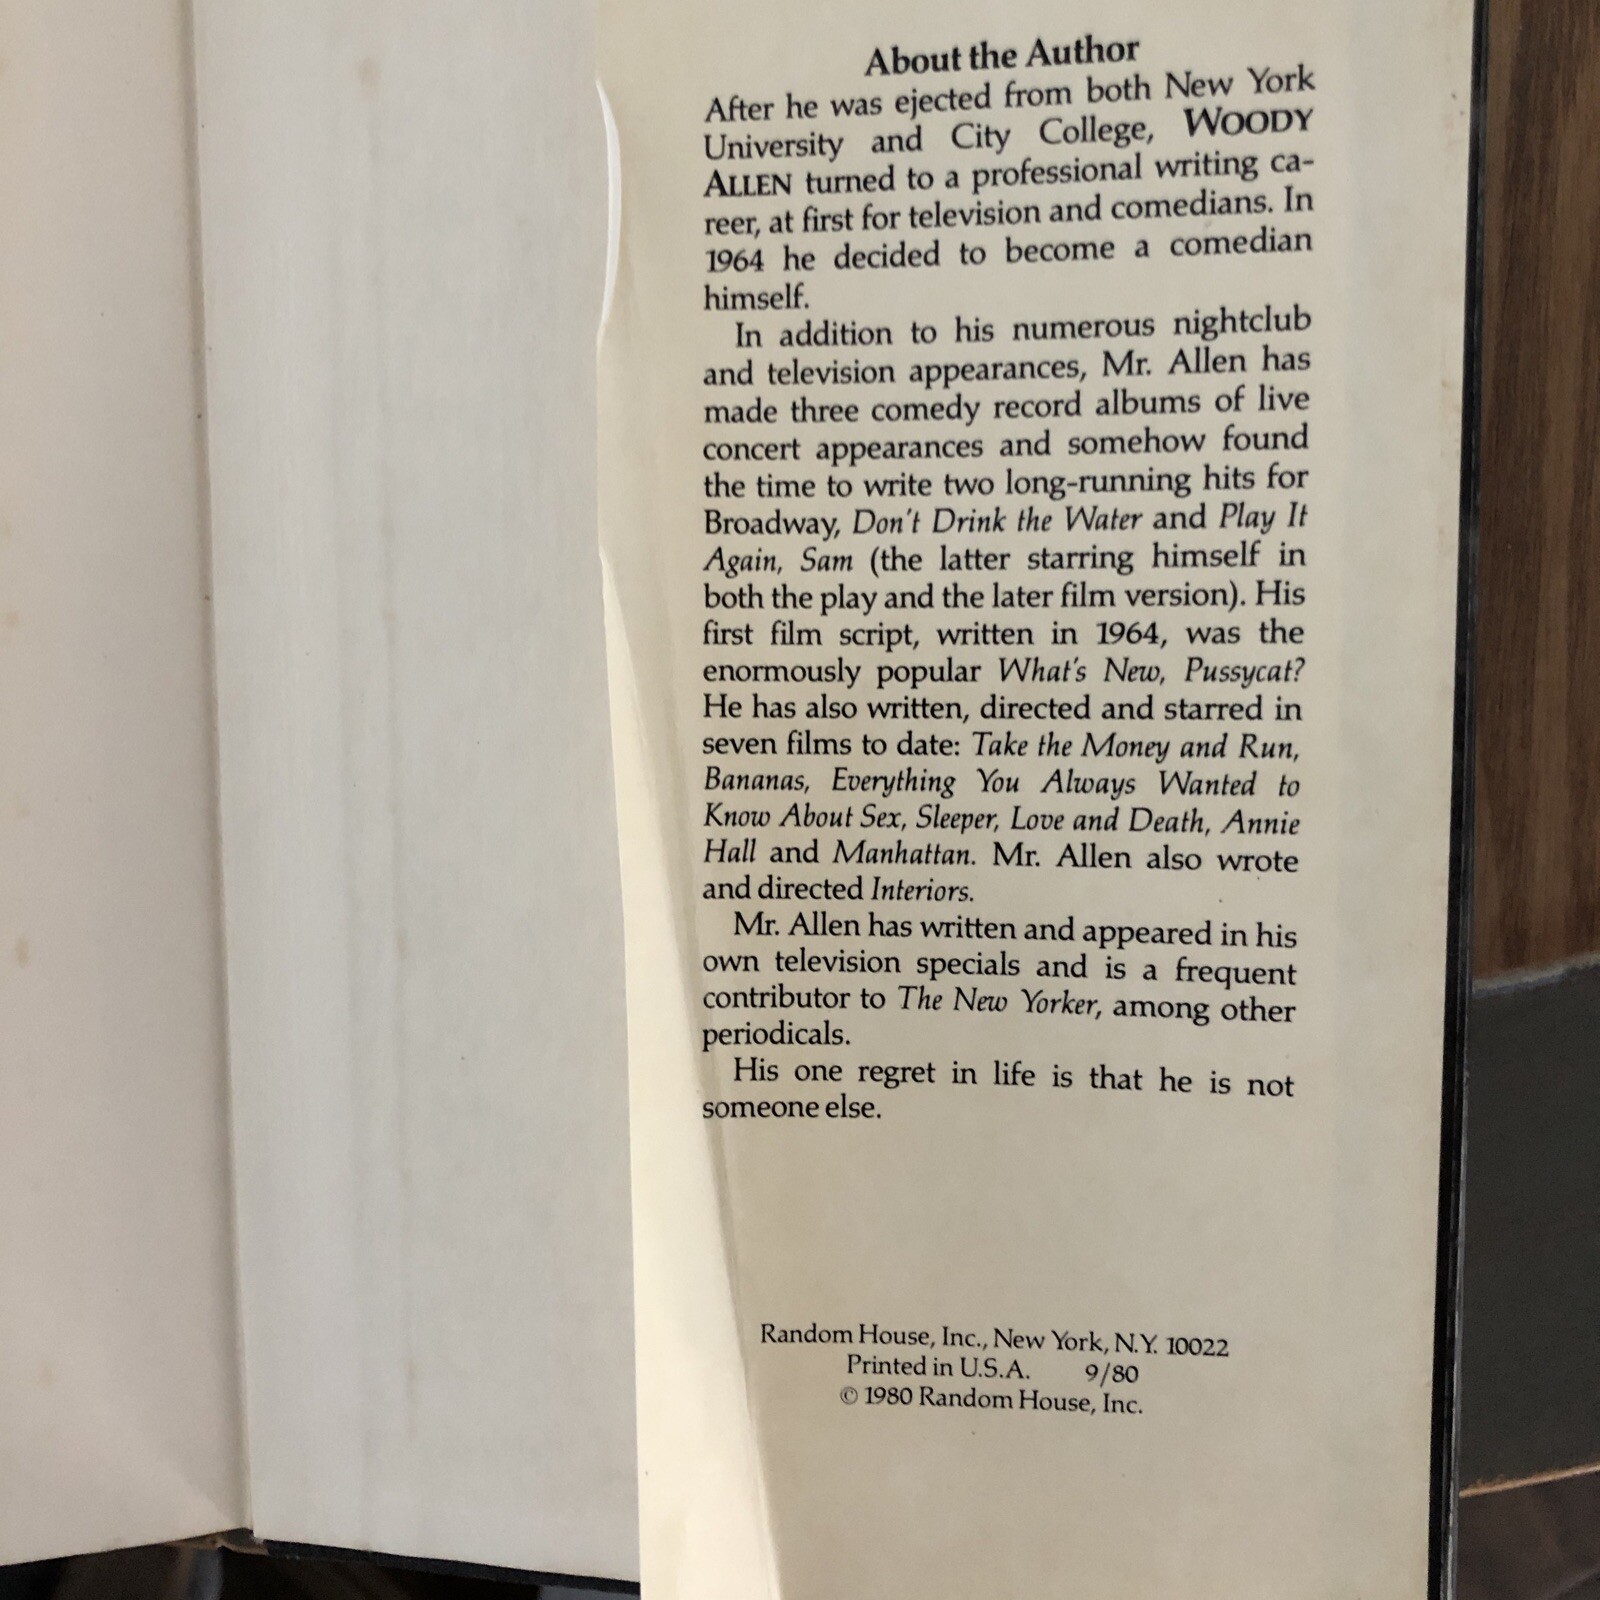 About the Author
After he was ejected from both New York
University and City College, WOODY
ALLEN turned to a professional writing ca-
reer, at first for television and comedians. In
1964 he decided to become a comedian
himself.
In addition to his numerous nightclub
and television appearances, Mr. Allen has
made three comedy record albums of live
concert appearances and somehow found
the time to write two long-running hits for
Broadway, Don't Drink the Water and Play It
Again, Sam (the latter starring himself in
both the play and the later film version). His
first film script, written in 1964, was the
enormously popular What's New, Pussycat?
He has also written, directed and starred in
seven films to date: Take the Money and Run,
Bananas, Everything You Always Wanted to
Know About Sex, Sleeper, Love and Death, Annie
Hall and Manhattan. Mr. Allen also wrote
and directed Interiors.
Mr. Allen has written and appeared in his
own television specials and is a frequent
contributor to The New Yorker, among other
periodicals.
His one regret in life is that he is not
someone else.
Random House, Inc., New York, N.Y. 10022
Printed in U.S.A. 9/80
© 1980 Random House, Inc.